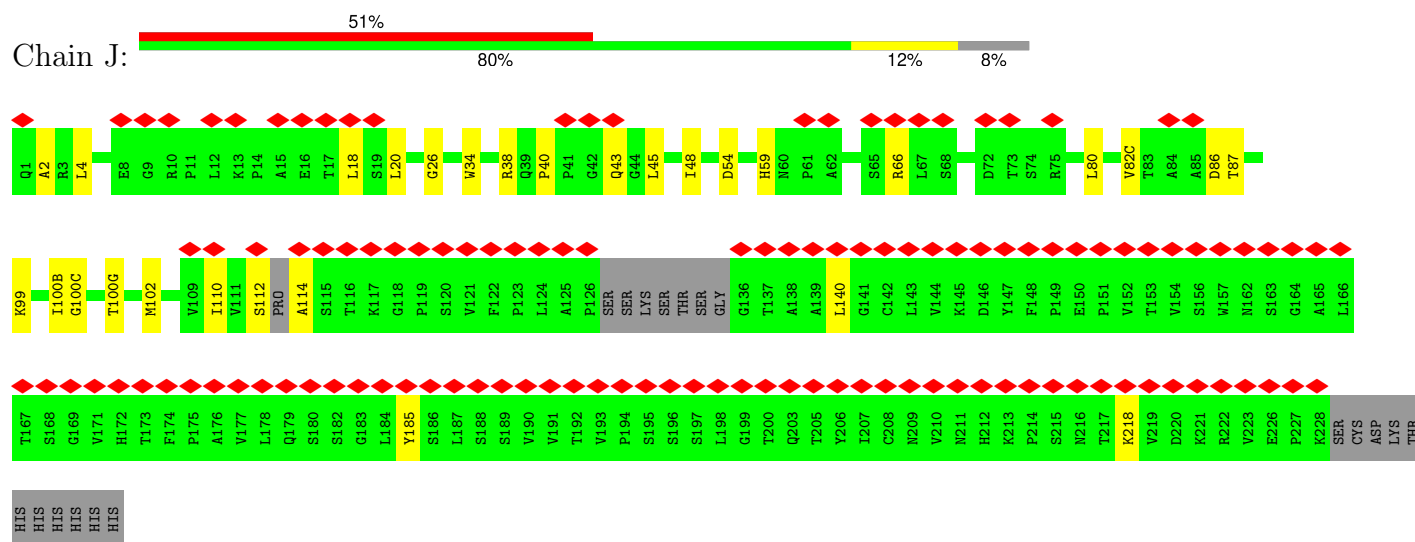 51%
Chain J:
80% 12% 8%
Q1 A2 R3 L4 E8 G9 R10 P11 L12 K13 P14 A15 E16 T17 L18 S19 L20 G26 W34 R38 Q39 P40 P41 G42 Q43 G44 L45 I48 D54 H59 N60 P61 A62 S65 R66 L67 S68 D72 T73 S74 R75 L80 V82C T83 A84 A85 D86 T87
K99 I100B G100C T100G M102 V109 I110 V111 S112 PRO A114 S115 T116 K117 G118 P119 S120 V121 F122 P123 L124 A125 P126 SER SER LYS SER THR SER GLY G136 T137 A138 A139 L140 G141 C142 L143 V144 K145 D146 Y147 F148 P149 E150 P151 V152 T153 V154 S156 W157 N162 S163 G164 A165 L166
T167 S168 G169 V171 H172 T173 F174 P175 A176 V177 L178 Q179 S180 S182 G183 L184 Y185 S186 L187 S188 S189 V190 V191 T192 V193 P194 S195 S196 S197 L198 G199 T200 Q203 T205 Y206 I207 C208 N209 V210 N211 H212 K213 P214 S215 N216 T217 K218 V219 D220 K221 R222 V223 E226 P227 K228 SER CYS ASP LYS THR
HIS HIS HIS HIS HIS HIS